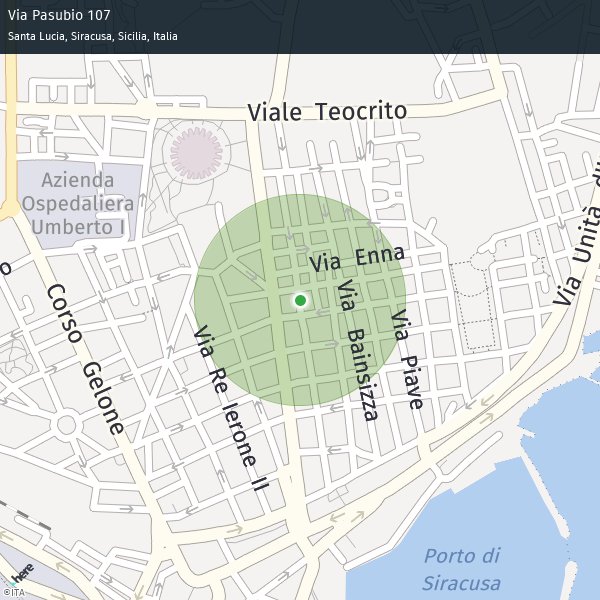 Via Pasubio 107
Santa Lucia, Siracusa, Sicilia, Italia
Viale Teocrito
Azienda
Ospedaliera
Umberto I
Via Enna
Via Unità d'I
o
Corso Gelone
Via Re Ierone II
Via Bainsizza
Via Piave
Porto di
Siracusa
here
©ITA